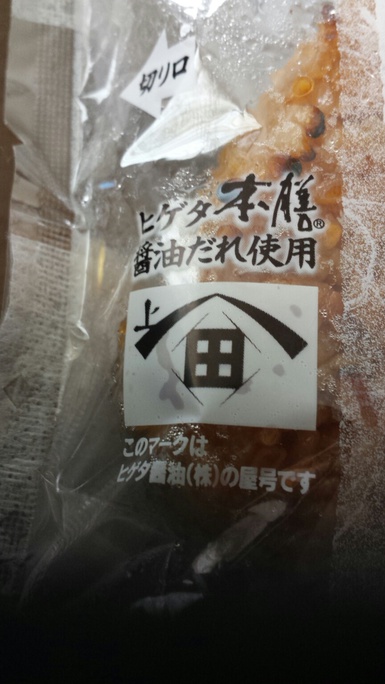 切り口
ヒゲタ本膳®
醤油だれ使用
上
田
このマークは
ヒゲタ醤油(株)の屋号です